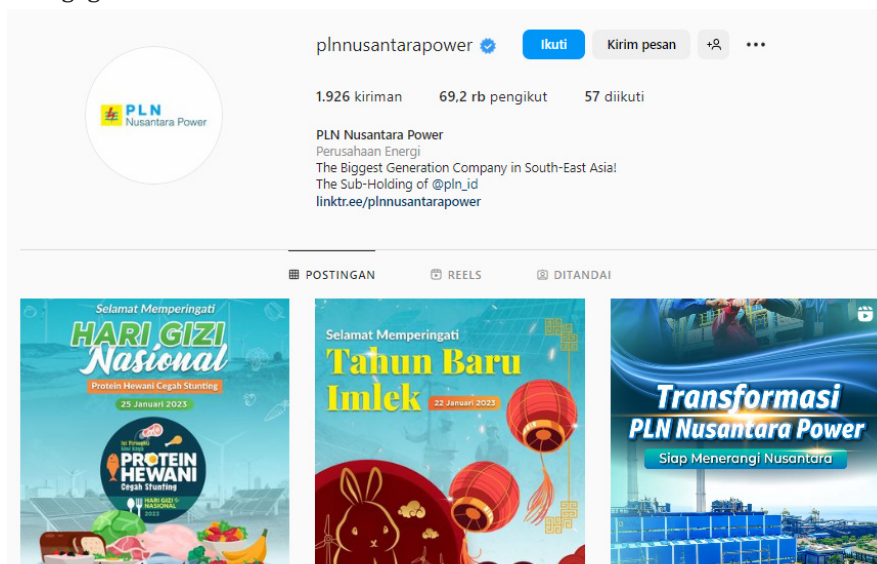 plnnusantarapower
Ikuti
Kirim pesan
1.926 kiriman
69,2 rb pengikut
57 diikuti
PLN
Nusantara Power
PLN Nusantara Power
Perusahaan Energi
The Biggest Generation Company in South-East Asia!
The Sub-Holding of @pln_id
linktr.ee/plnnusantarapower
POSTINGAN
REELS
DITANDAI
Selamat Memperingati
HARI GIZI
Nasional
Protein Hewani Cegah Stunting
25 Januari 2023
PROTEIN
HEWANI
Cegah Stunting
HARI GIZI
NASIONAL
2023
Selamat Memperingati
Tahun Baru
Imlek
22 Januari 2023
Transformasi
PLN Nusantara Power
Siap Menerangi Nusantara